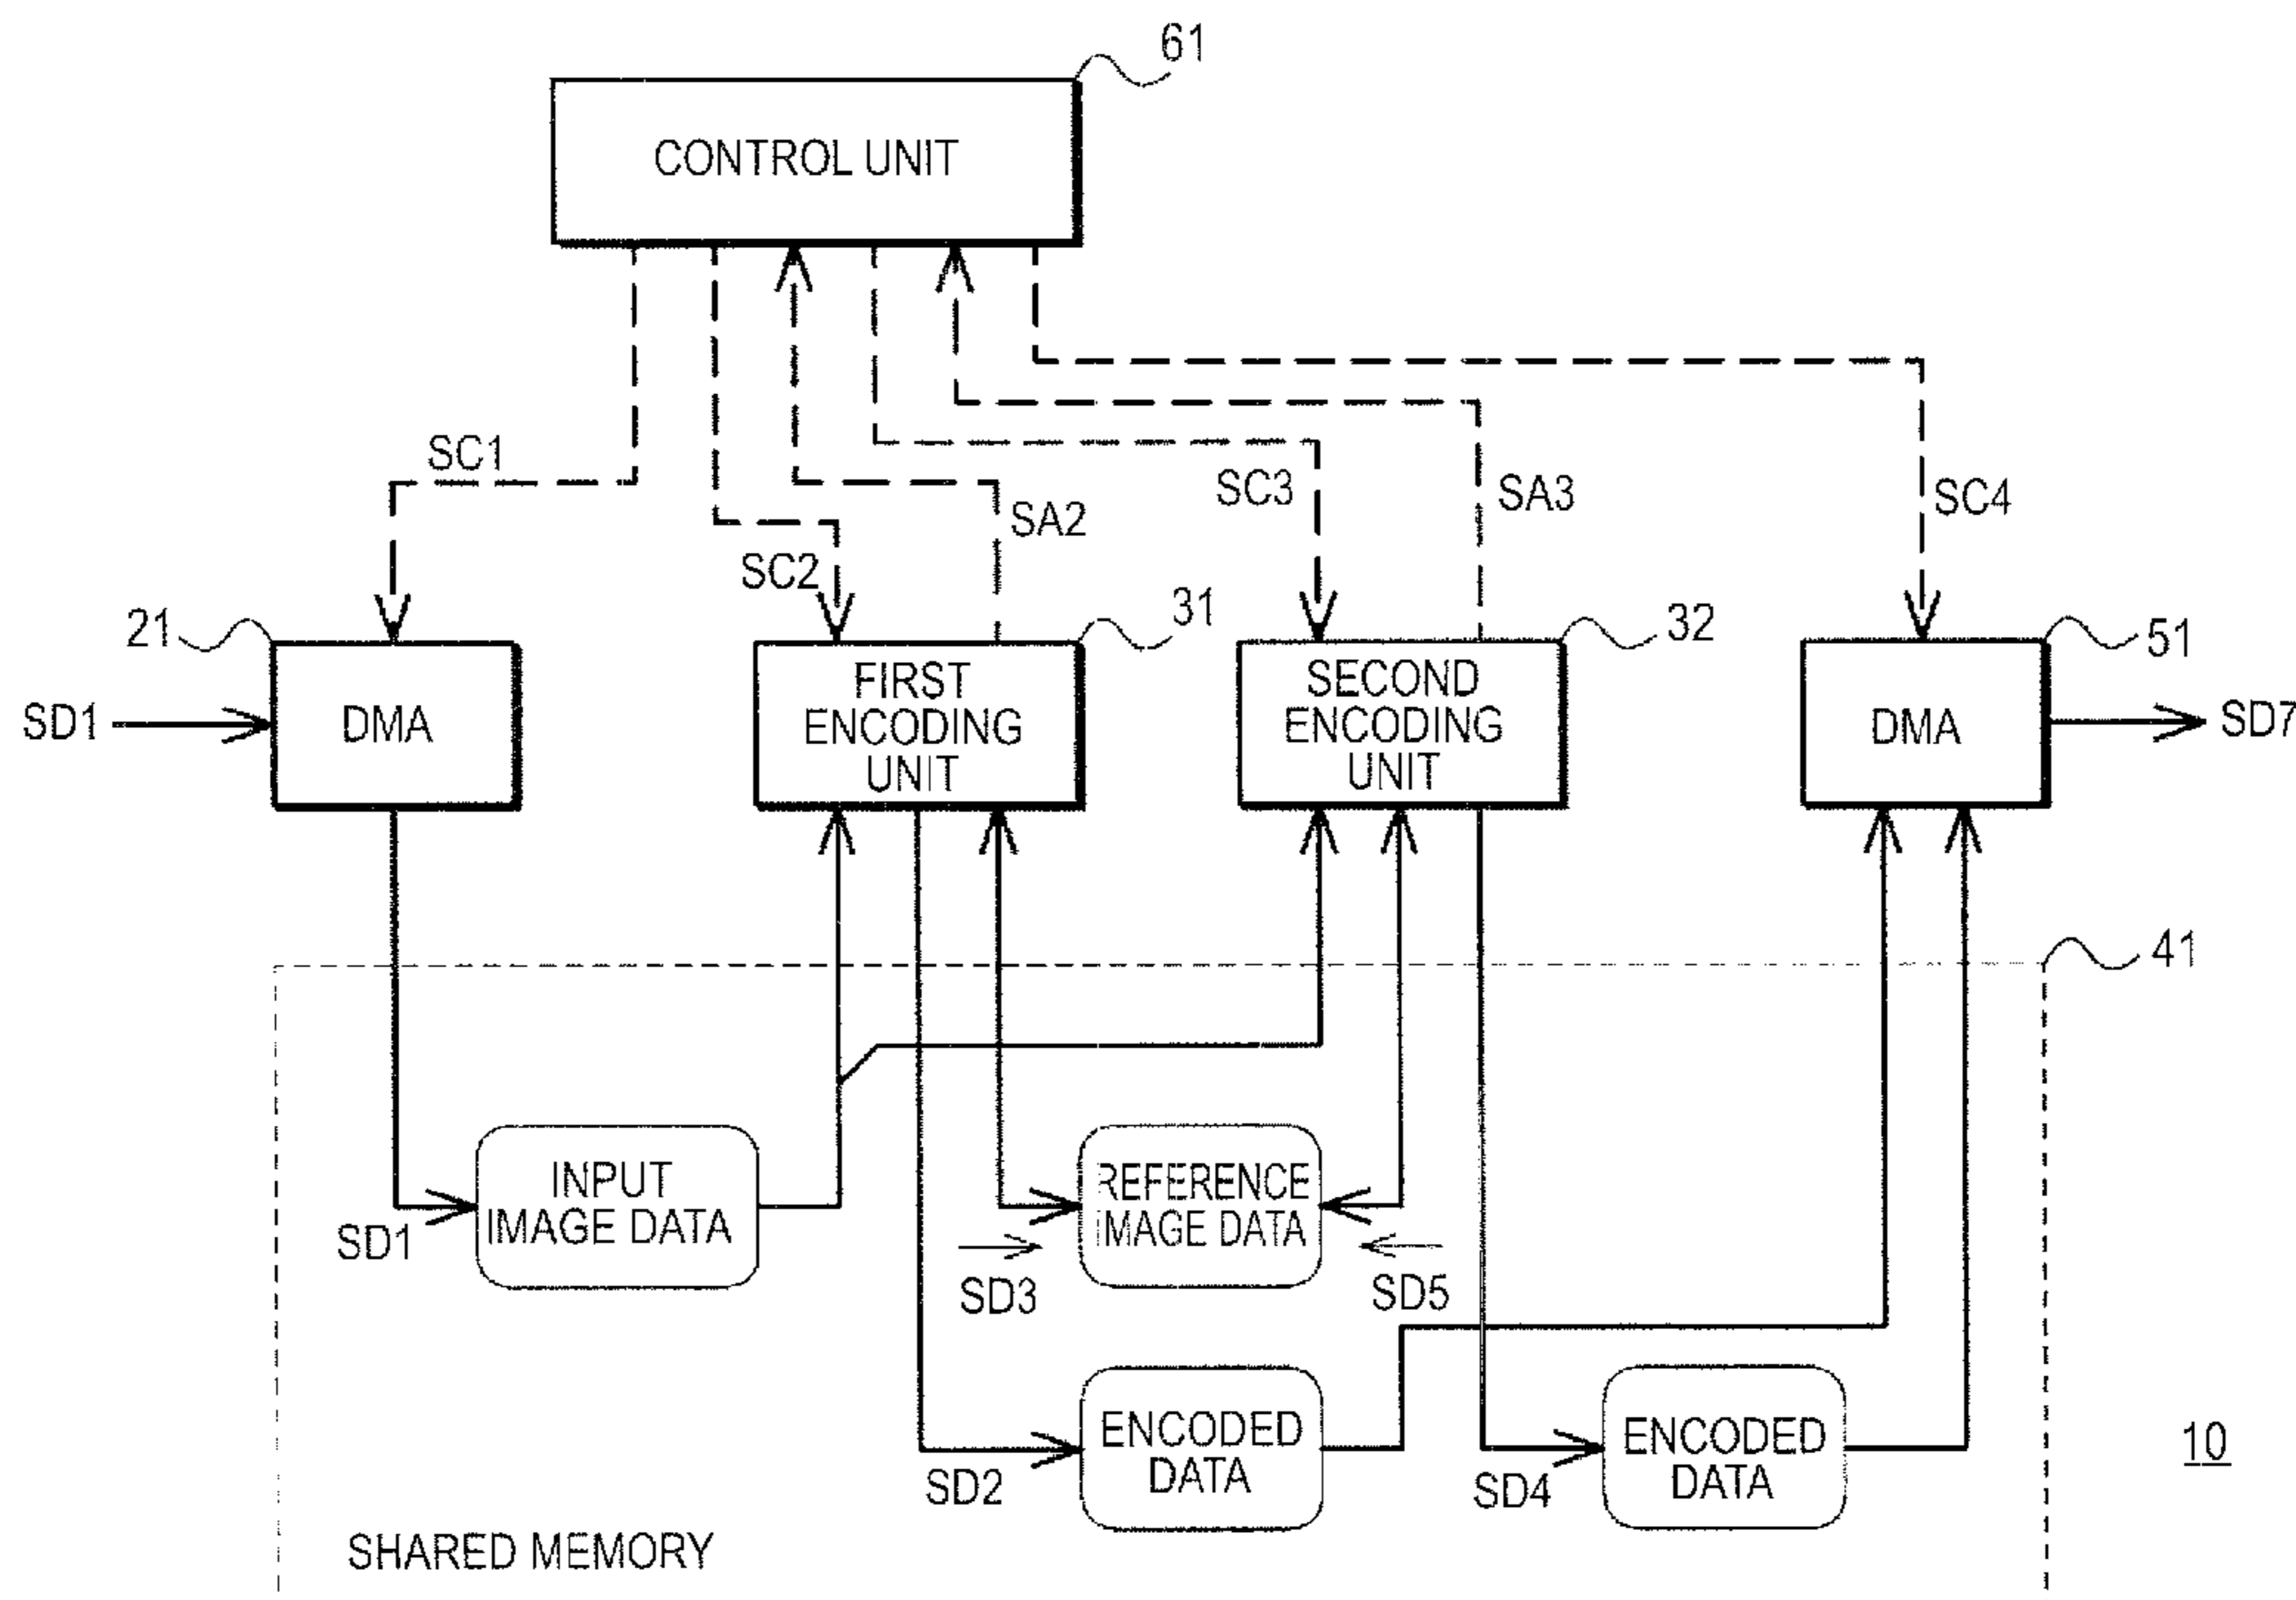 61
CONTROL UNIT
SC1
SC2
SA2
SC3
SA3
SC4
21
31
32
51
SD1
DMA
FIRST
ENCODING
UNIT
SECOND
ENCODING
UNIT
DMA
SD7
41
INPUT
IMAGE DATA
REFERENCE
IMAGE DATA
SD1
SD3
SD5
ENCODED
DATA
ENCODED
DATA
SD2
SD4
10
SHARED MEMORY